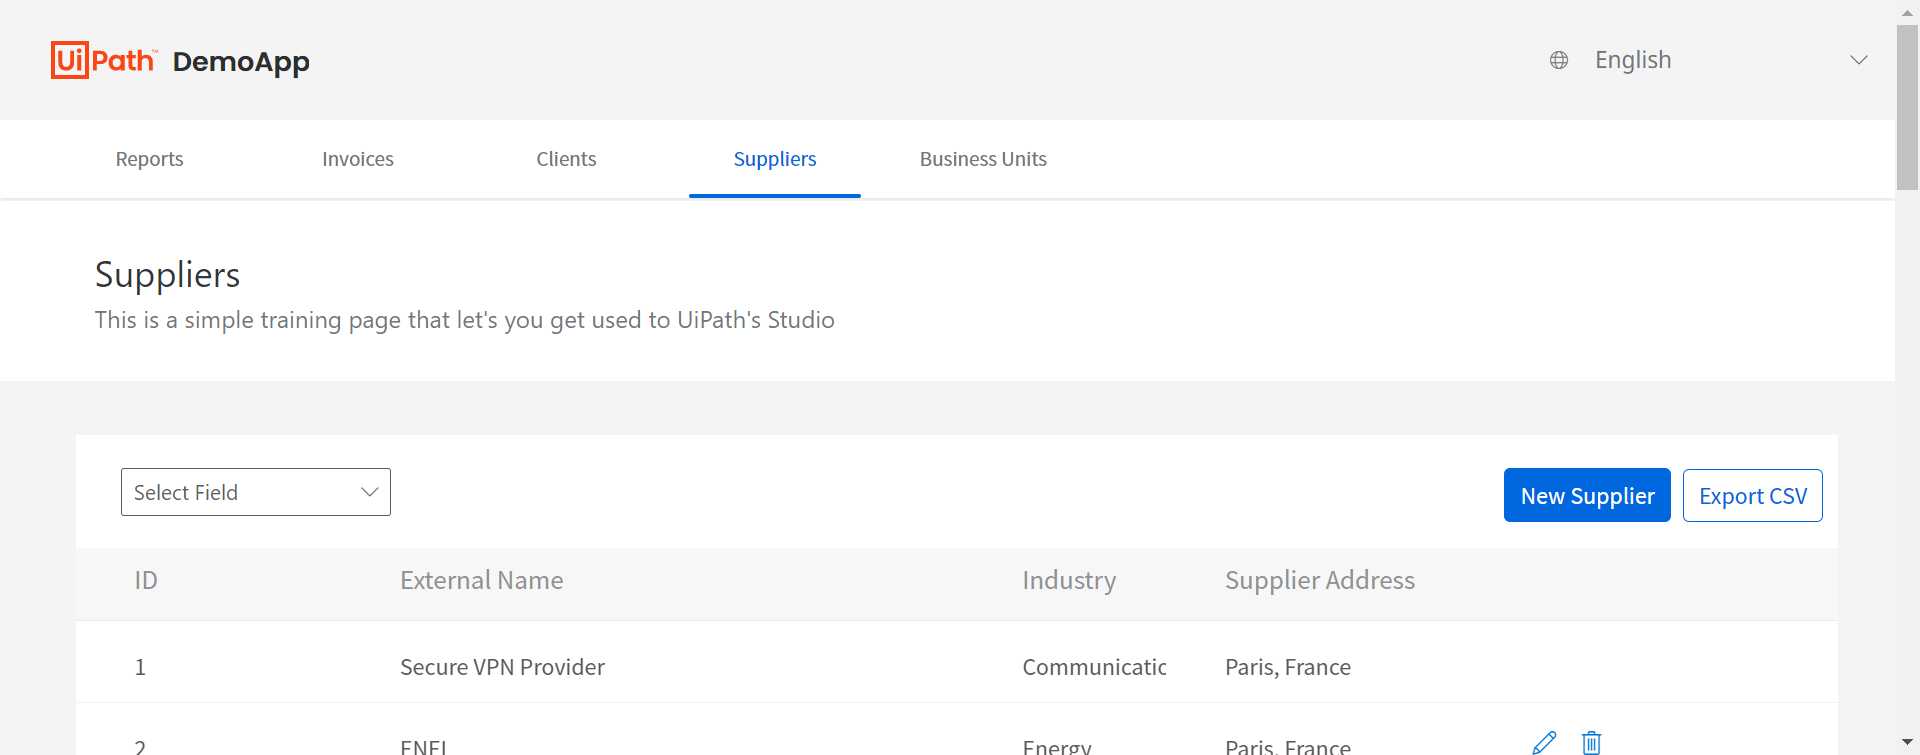 UiPath™ DemoApp
English
Reports Invoices Clients Suppliers Business Units
Suppliers
This is a simple training page that let's you get used to UiPath's Studio
Select Field
New Supplier Export CSV
ID External Name Industry Supplier Address
1 Secure VPN Provider Communicatic Paris, France
2 ENEL Energy Paris, France